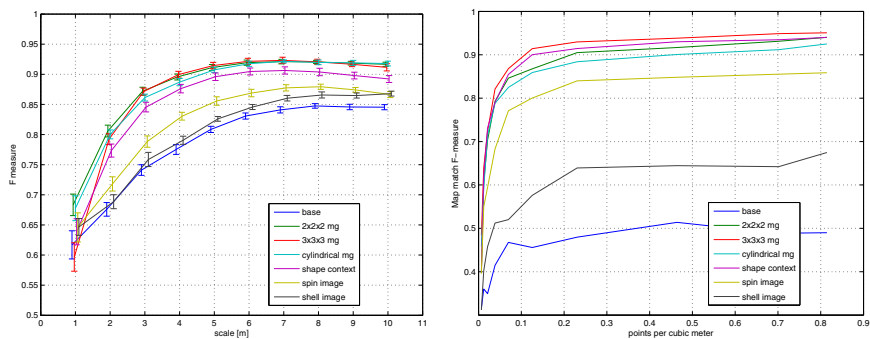 1
0.95
0.9
0.85
0.8
0.75
0.7
0.65
0.6
0.55
0.5
F measure
0 1 2 3 4 5 6 7 8 9 10 11
scale [m]
base
2x2x2 mg
3x3x3 mg
cylindrical mg
shape context
spin image
shell image
1
0.9
0.8
0.7
0.6
0.5
0.4
Map match F−measure
0 0.1 0.2 0.3 0.4 0.5 0.6 0.7 0.8 0.9
points per cubic meter
base
2x2x2 mg
3x3x3 mg
cylindrical mg
shape context
spin image
shell image